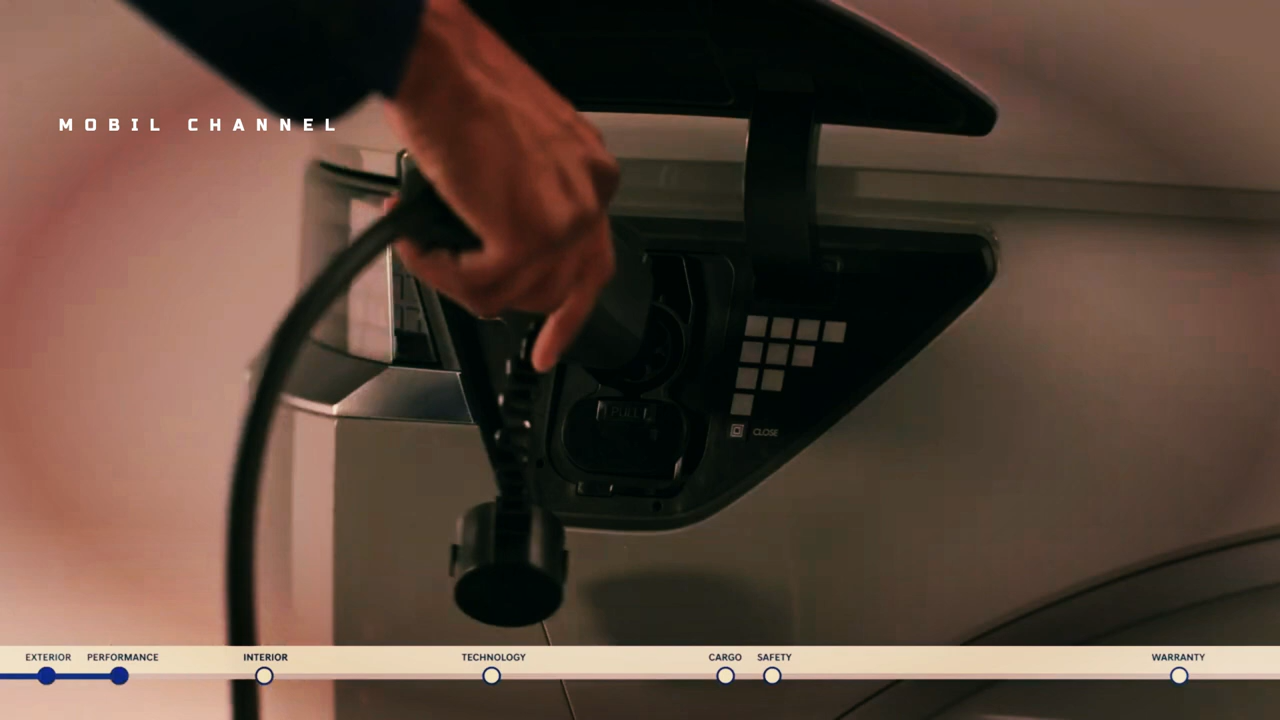 MOBIL CHANNEL
PULL
CLOSE
EXTERIOR
PERFORMANCE
INTERIOR
TECHNOLOGY
CARGO
SAFETY
WARRANTY